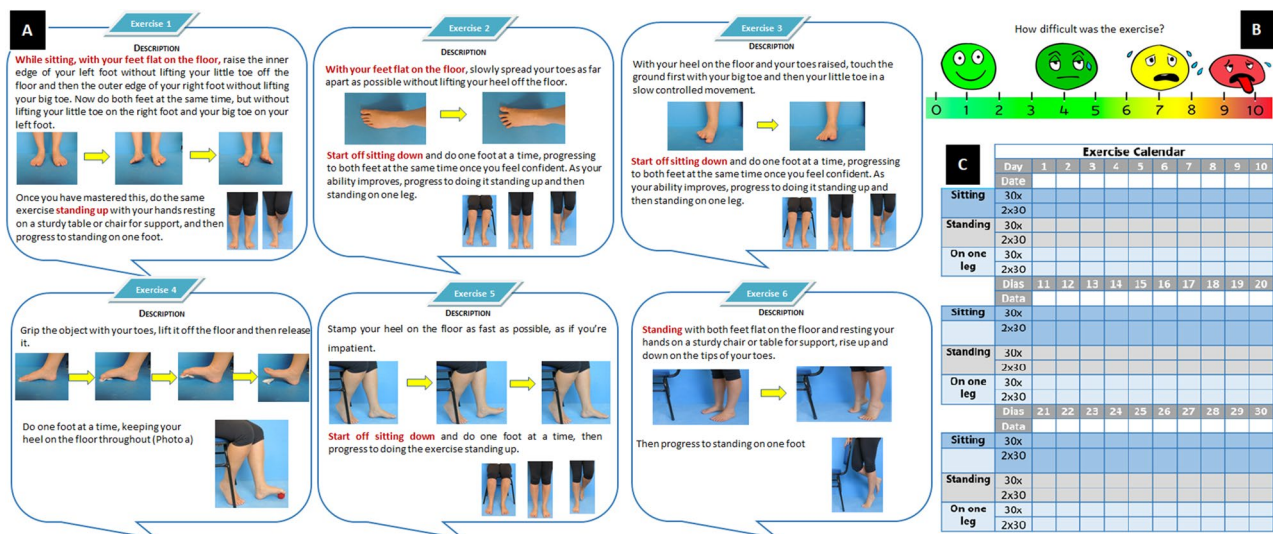 A
Exercise 1
DESCRIPTION
While sitting, with your feet flat on the floor, raise the inner
edge of your left foot without lifting your little toe off the
floor and then the outer edge of your right foot without lifting
your big toe. Now do both feet at the same time, but without
lifting your little toe on the right foot and your big toe on your
left foot.
Once you have mastered this, do the same
exercise standing up with your hands resting
on a sturdy table or chair for support, and then
progress to standing on one foot.
Exercise 2
DESCRIPTION
With your feet flat on the floor, slowly spread your toes as far
apart as possible without lifting your heel off the floor.
Start off sitting down and do one foot at a time, progressing
to both feet at the same time once you feel confident. As your
ability improves, progress to doing it standing up and then
standing on one leg.
Exercise 3
DESCRIPTION
With your heel on the floor and your toes raised, touch the
ground first with your big toe and then your little toe in a
slow controlled movement.
Start off sitting down and do one foot at a time, progressing
to both feet at the same time once you feel confident. As
your ability improves, progress to doing it standing up and
then standing on one leg.
Exercise 4
DESCRIPTION
Grip the object with your toes, lift it off the floor and then release
it.
Do one foot at a time, keeping your
heel on the floor throughout (Photo a)
Exercise 5
DESCRIPTION
Stamp your heel on the floor as fast as possible, as if you're
impatient.
Start off sitting down and do one foot at a time, then
progress to doing the exercise standing up.
Exercise 6
DESCRIPTION
Standing with both feet flat on the floor and resting your
hands on a sturdy chair or table for support, rise up and
down on the tips of your toes.
Then progress to standing on one foot
B
How difficult was the exercise?
0 1 2 3 4 5 6 7 8 9 10
C
Exercise Calendar
Day 1 2 3 4 5 6 7 8 9 10
Date
Sitting 30x
2x30
Standing 30x
2x30
On one leg 30x
2x30
Dias 11 12 13 14 15 16 17 18 19 20
Data
Sitting 30x
2x30
Standing 30x
2x30
On one leg 30x
2x30
Dias 21 22 23 24 25 26 27 28 29 30
Data
Sitting 30x
2x30
Standing 30x
2x30
On one leg 30x
2x30